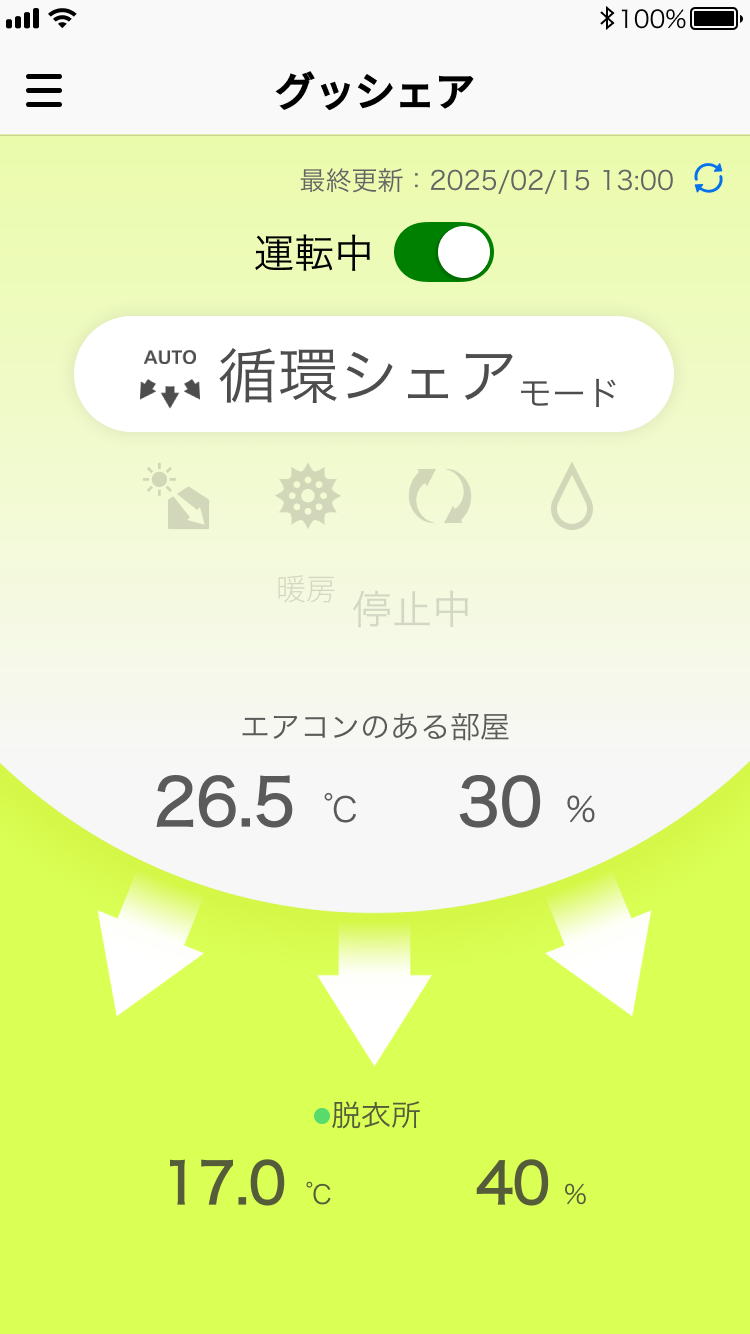 100%
グッシェア
最終更新：2025/02/15 13:00
運転中
AUTO
循環シェアモード
暖房 停止中
エアコンのある部屋
26.5 ℃ 30 %
脱衣所
17.0 ℃ 40 %